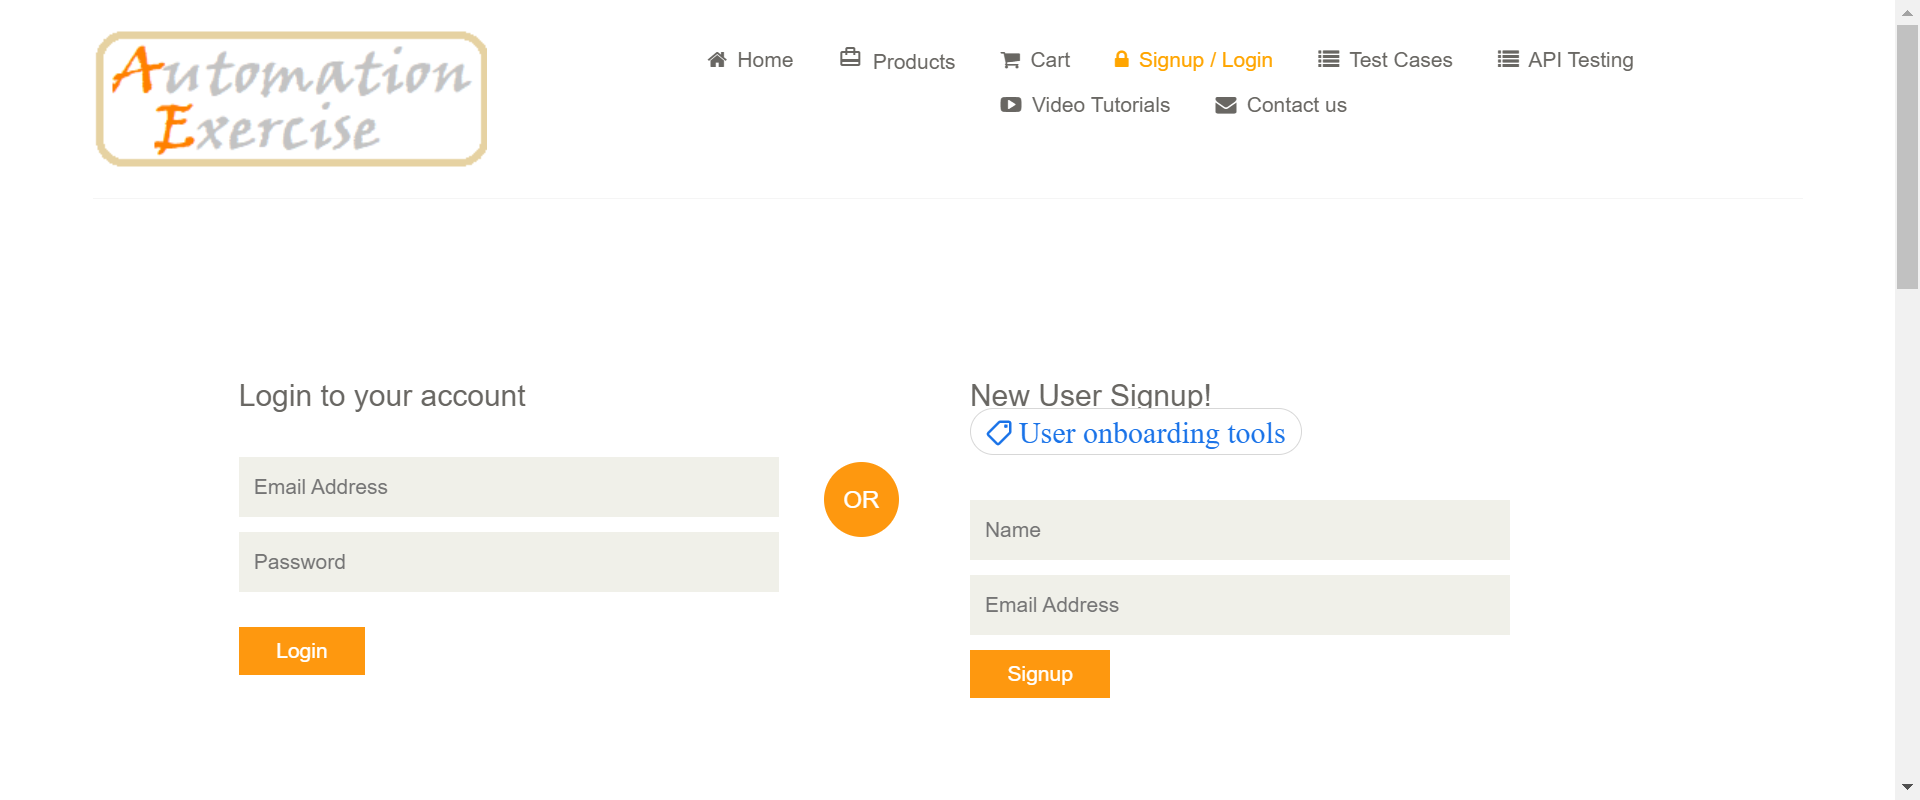 Automation
Exercise
Home
Products
Cart
Signup / Login
Test Cases
API Testing
Video Tutorials
Contact us
Login to your account
Email Address
Password
Login
OR
New User Signup!
User onboarding tools
Name
Email Address
Signup